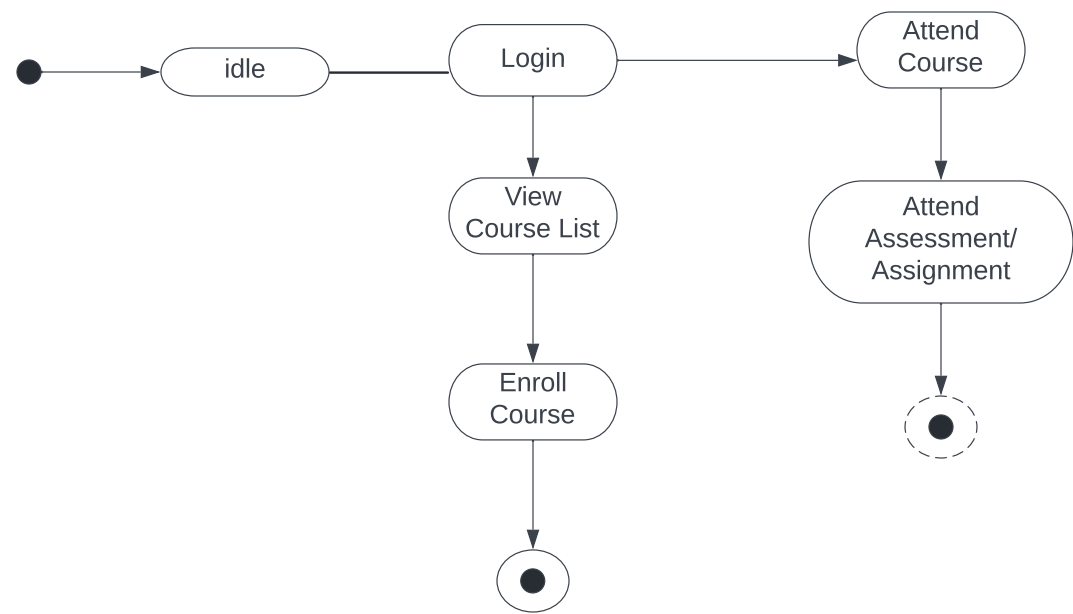 idle
Login
Attend
Course
View
Course List
Attend
Assessment/
Assignment
Enroll
Course